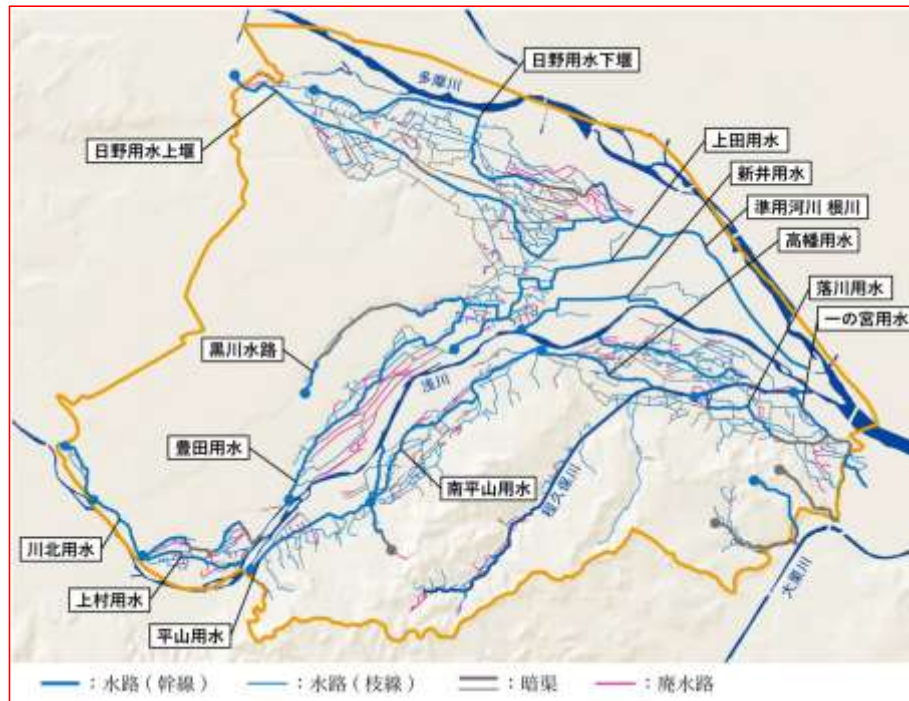 日野用水下堰
多摩川
日野用水上堰
上田用水
新井用水
準用河川 根川
高幡用水
落川用水
一の宮用水
黒川水路
浅川
豊田用水
南平山用水
程久保川
川北用水
上村用水
平山用水
大栗川
：水路（幹線）
：水路（枝線）
：暗渠
：廃水路